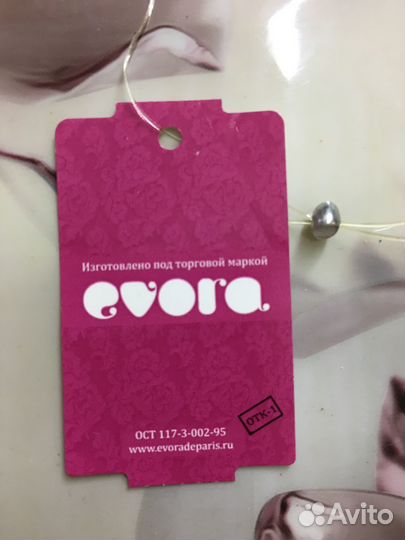 Изготовлено под торговой маркой
evora
ОТК-1
ОСТ 117-3-002-95
www.evoradeparis.ru
Avito